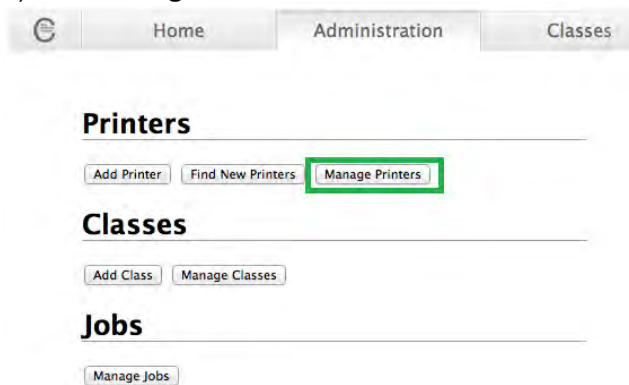 Home Administration Classes
Printers
Add Printer Find New Printers Manage Printers
Classes
Add Class Manage Classes
Jobs
Manage Jobs